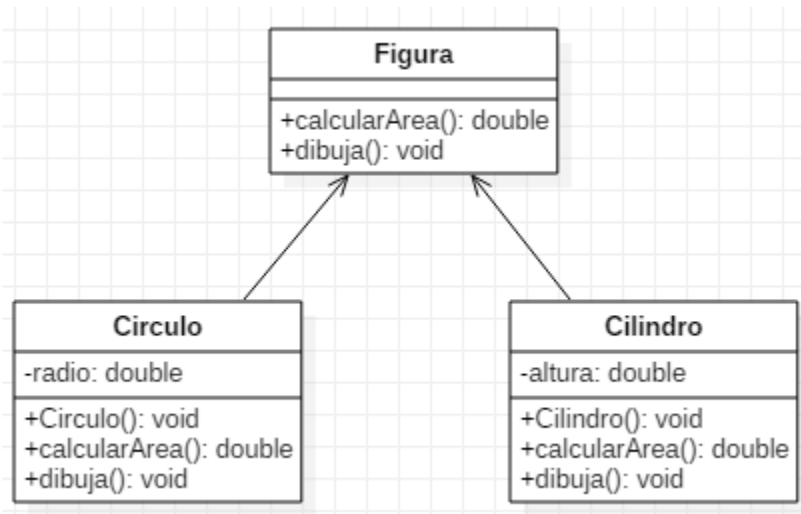 Figura
+calcularArea(): double
+dibuja(): void
Circulo
-radio: double
+Circulo(): void
+calcularArea(): double
+dibuja(): void
Cilindro
-altura: double
+Cilindro(): void
+calcularArea(): double
+dibuja(): void